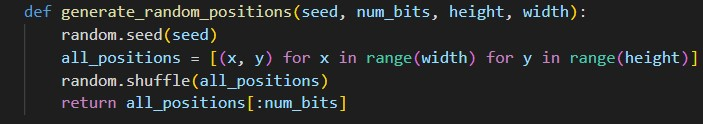 def generate_random_positions(seed, num_bits, height, width):
    random.seed(seed)
    all_positions = [(x, y) for x in range(width) for y in range(height)]
    random.shuffle(all_positions)
    return all_positions[:num_bits]